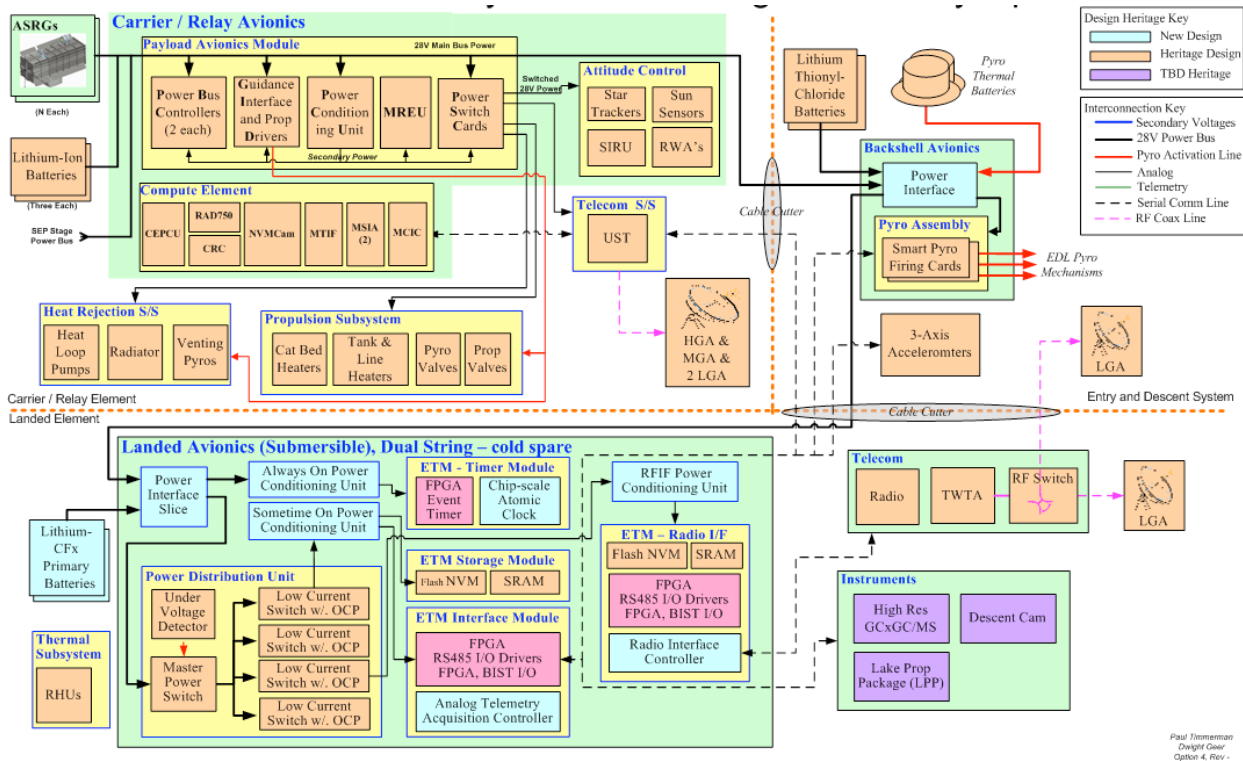 Carrier / Relay Avionics
ASRGs
(N Each)
Payload Avionics Module
28V Main Bus Power
Power Bus
Controllers
(2 each)
Guidance
Interface
and Prop
Drivers
Power
Condition
ing Unit
MREU
Power
Switch
Cards
Secondary Power
Switched
28V Power
Attitude Control
Star
Trackers
Sun
Sensors
SIRU
RWA's
Lithium-Ion
Batteries
(Three Each)
SEP Stage
Power Bus
Compute Element
CEPCU
RAD750
CRC
NVMCam
MTIF
MSIA
(2)
MCIC
Telecom S/S
UST
Cable Cutter
Heat Rejection S/S
Heat
Loop
Pumps
Radiator
Venting
Pyros
Propulsion Subsystem
Cat Bed
Heaters
Tank &
Line
Heaters
Pyro
Valves
Prop
Valves
HGA &
MGA &
2 LGA
Carrier / Relay Element
Lithium
Thionyl-
Chloride
Batteries
Pyro
Thermal
Batteries
Design Heritage Key
New Design
Heritage Design
TBD Heritage
Interconnection Key
Secondary Voltages
28V Power Bus
Pyro Activation Line
Analog
Telemetry
Serial Comm Line
RF Coax Line
Backshell Avionics
Power
Interface
Pyro Assembly
Smart Pyro
Firing Cards
EDL Pyro
Mechanisms
3-Axis
Acceleromters
LGA
Entry and Descent System
Cable Cutter
Landed Element
Landed Avionics (Submersible), Dual String – cold spare
Power
Interface
Slice
Always On Power
Conditioning Unit
Sometime On Power
Conditioning Unit
Lithium-
CFx
Primary
Batteries
Power Distribution Unit
Under
Voltage
Detector
Master
Power
Switch
Low Current
Switch w/. OCP
Low Current
Switch w/. OCP
Low Current
Switch w/. OCP
Low Current
Switch w/. OCP
Thermal
Subsystem
RHUs
ETM - Timer Module
FPGA
Event
Timer
Chip-scale
Atomic
Clock
ETM Storage Module
Flash NVM
SRAM
ETM Interface Module
FPGA
RS485 I/O Drivers
FPGA, BIST I/O
Analog Telemetry
Acquisition Controller
RFIF Power
Conditioning Unit
ETM – Radio I/F
Flash NVM
SRAM
FPGA
RS485 I/O Drivers
FPGA, BIST I/O
Radio Interface
Controller
Telecom
Radio
TWTA
RF Switch
LGA
Instruments
High Res
GCxGC/MS
Descent Cam
Lake Prop
Package (LPP)
Paul Timmerman
Dwight Geer
Option 4, Rev -